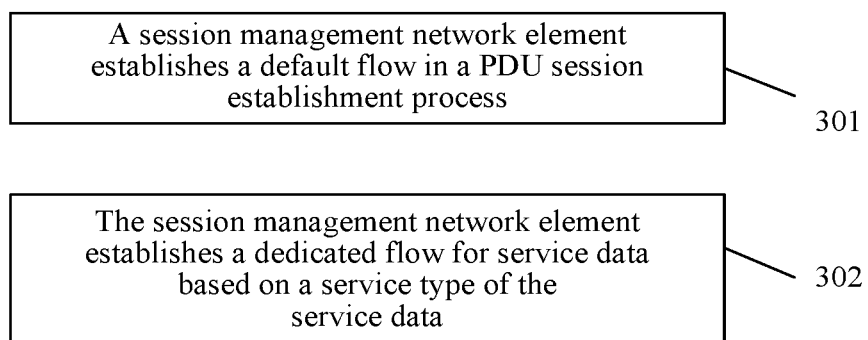 A session management network element
establishes a default flow in a PDU session
establishment process
301
The session management network element
establishes a dedicated flow for service data
based on a service type of the
service data
302